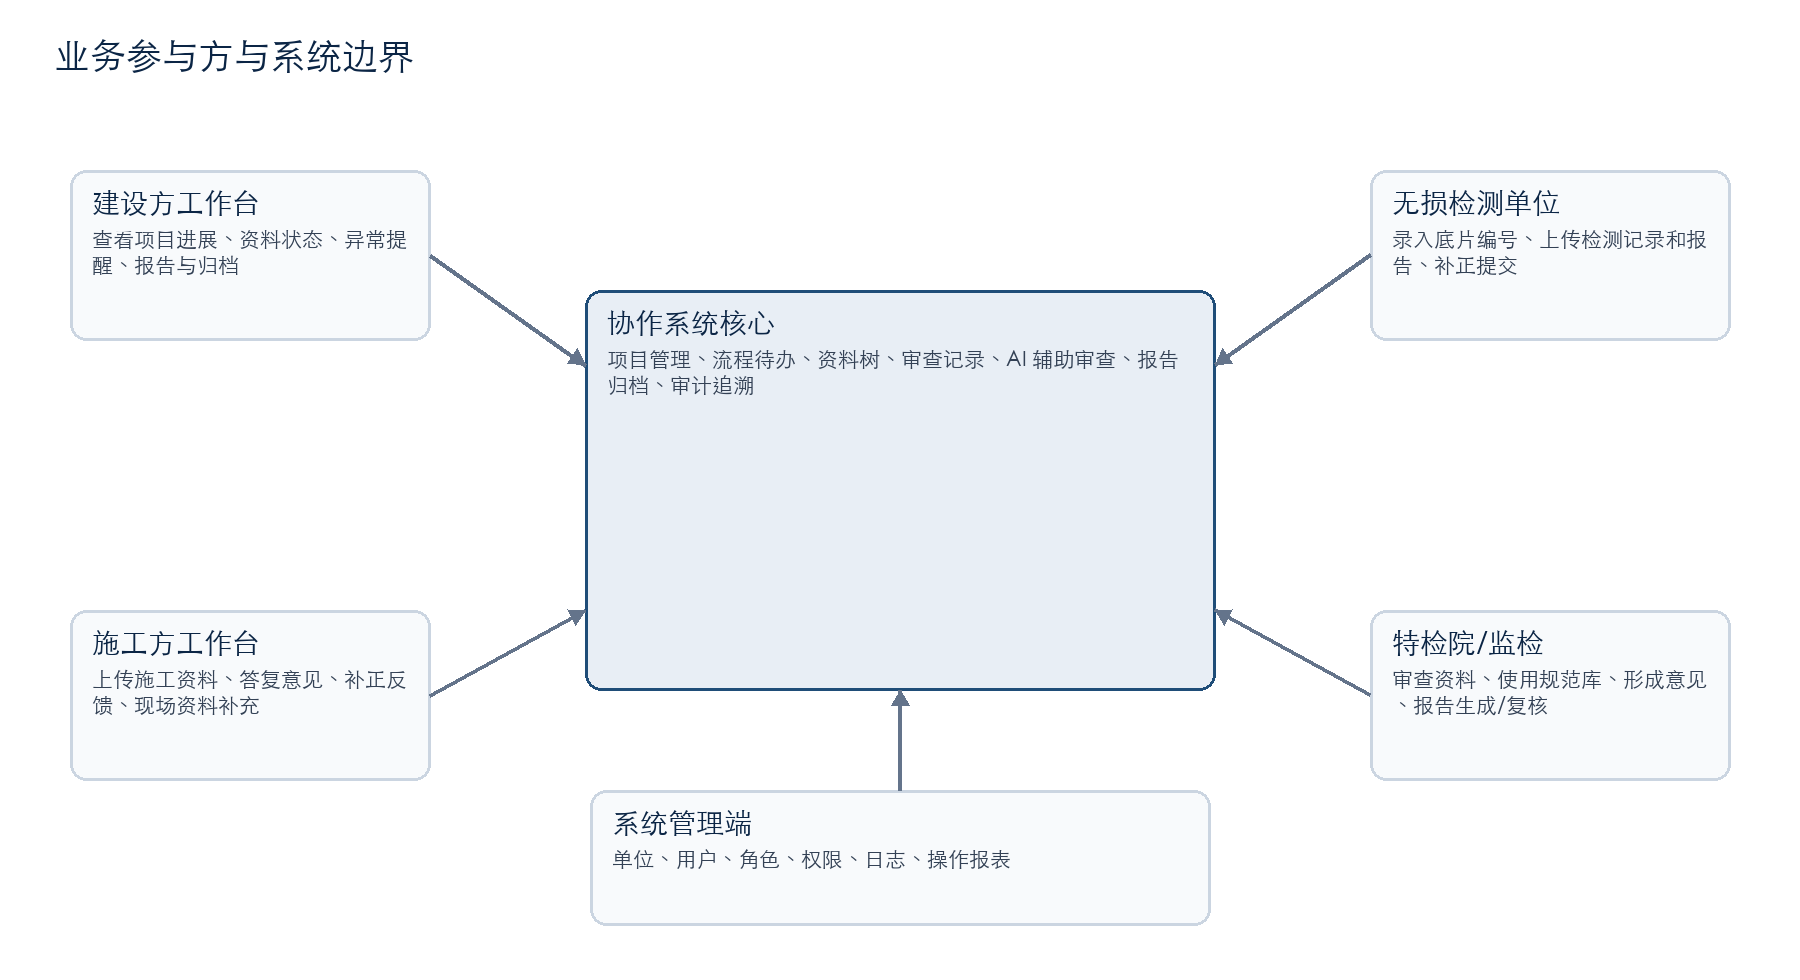 业务参与方与系统边界
建设方工作台
查看项目进展、资料状态、异常提
醒、报告与归档
无损检测单位
录入底片编号、上传检测记录和报
告、补正提交
协作系统核心
项目管理、流程待办、资料树、审查记录、AI 辅助审查、报告
归档、审计追溯
施工方工作台
上传施工资料、答复意见、补正反
馈、现场资料补充
特检院/监检
审查资料、使用规范库、形成意见
、报告生成/复核
系统管理端
单位、用户、角色、权限、日志、操作报表